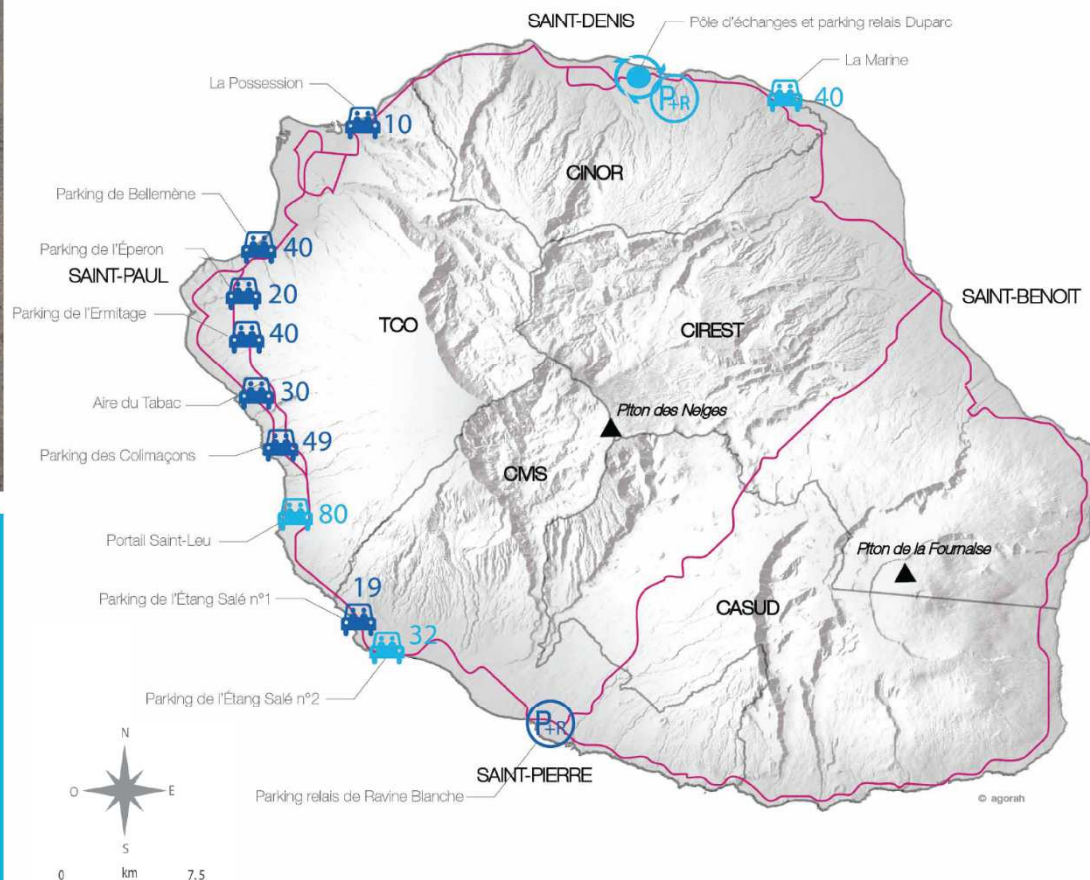 SAINT-DENIS
Pôle d'échanges et parking relais Duparc
La Marine
40
P+R
La Possession
10
CINOR
Parking de Bellemène
40
Parking de l'Éperon
20
SAINT-PAUL
Parking de l'Ermitage
40
TCO
CIREST
SAINT-BENOIT
Aire du Tabac
30
Piton des Neiges
Parking des Colimaçons
49
CMS
Portail Saint-Leu
80
Piton de la Fournaise
Parking de l'Étang Salé n°1
19
CASUD
32
Parking de l'Étang Salé n°2
P+R
SAINT-PIERRE
Parking relais de Ravine Blanche
© agorah
N
O
E
S
0 km 7.5